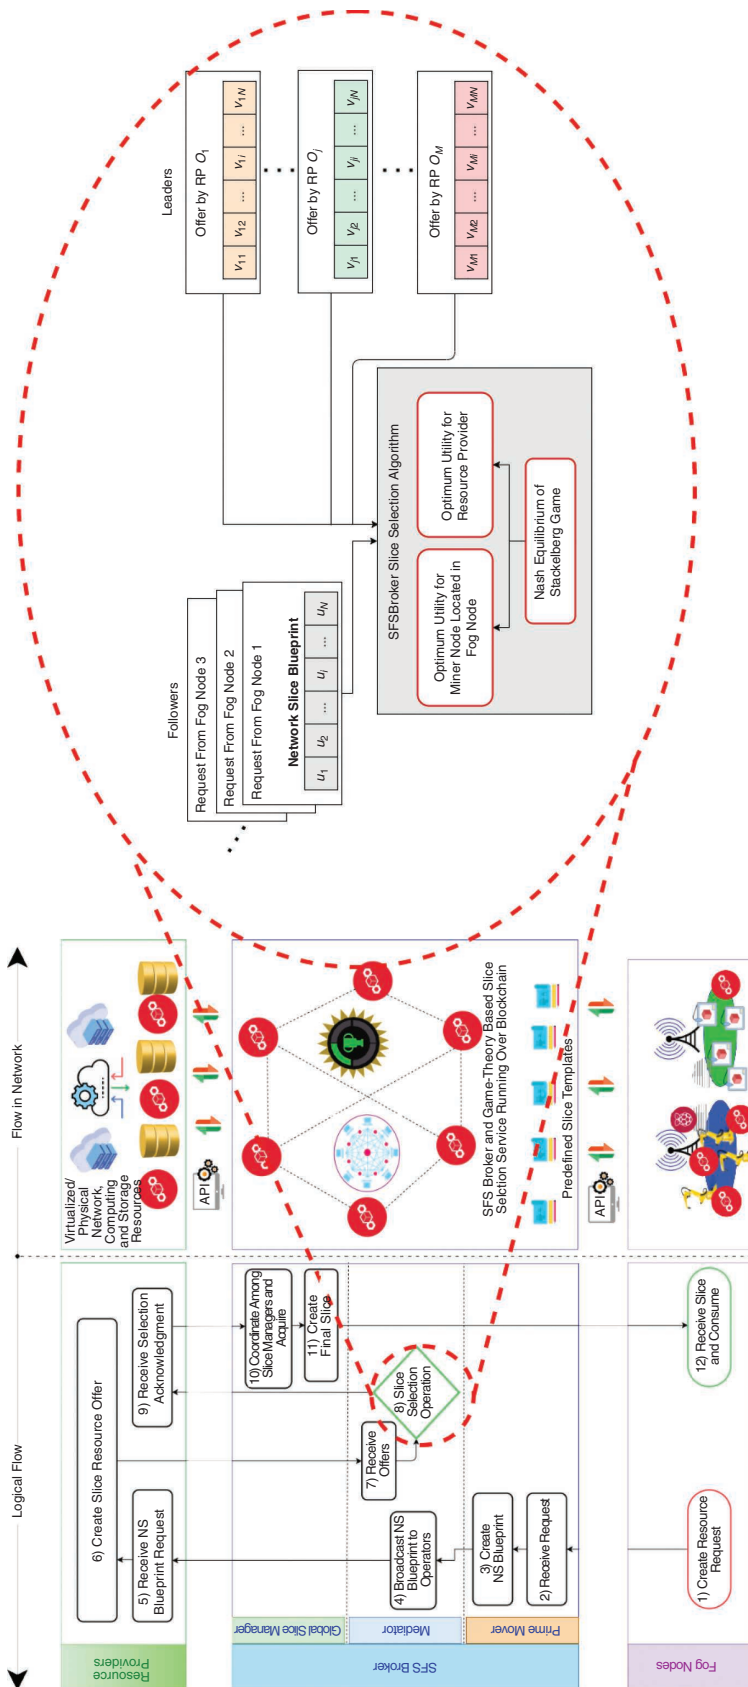 Logical Flow
Flow in Network
Resource
Providers
6) Create Slice Resource Offer
5) Receive NS
Blueprint Request
9) Receive Selection
Acknowledgment
Virtualized/
Physical
Network,
Computing
and Storage
Resources
API
SFS Broker
Global Slice Manager
Mediator
Prime Mover
10) Coordinate Among
Slice Managers and
Acquire
11) Create
Final Slice
4) Broadcast NS
Blueprint to
Operators
7) Receive
Offers
8) Slice
Selection
Operation
3) Create
NS Blueprint
2) Receive Request
SFS Broker and Game-Theory Based Slice
Selction Service Running Over Blockchain
Predefined Slice Templates
API
Fog Nodes
1) Create Resource
Request
12) Receive Slice
and Consume
Followers
Request From Fog Node 3
Request From Fog Node 2
Request From Fog Node 1
Network Slice Blueprint
u1 u2 ... ui ... uN
Leaders
Offer by RP O1
v11 v12 ... v1i ... v1N
Offer by RP Oj
vj1 vj2 ... vji ... vjN
Offer by RP OM
vM1 vM2 ... vMi ... vMN
SFSBroker Slice Selection Algorithm
Optimum Utility for
Miner Node Located in
Fog Node
Optimum Utility for
Resource Provider
Nash Equilibrium of
Stackelberg Game